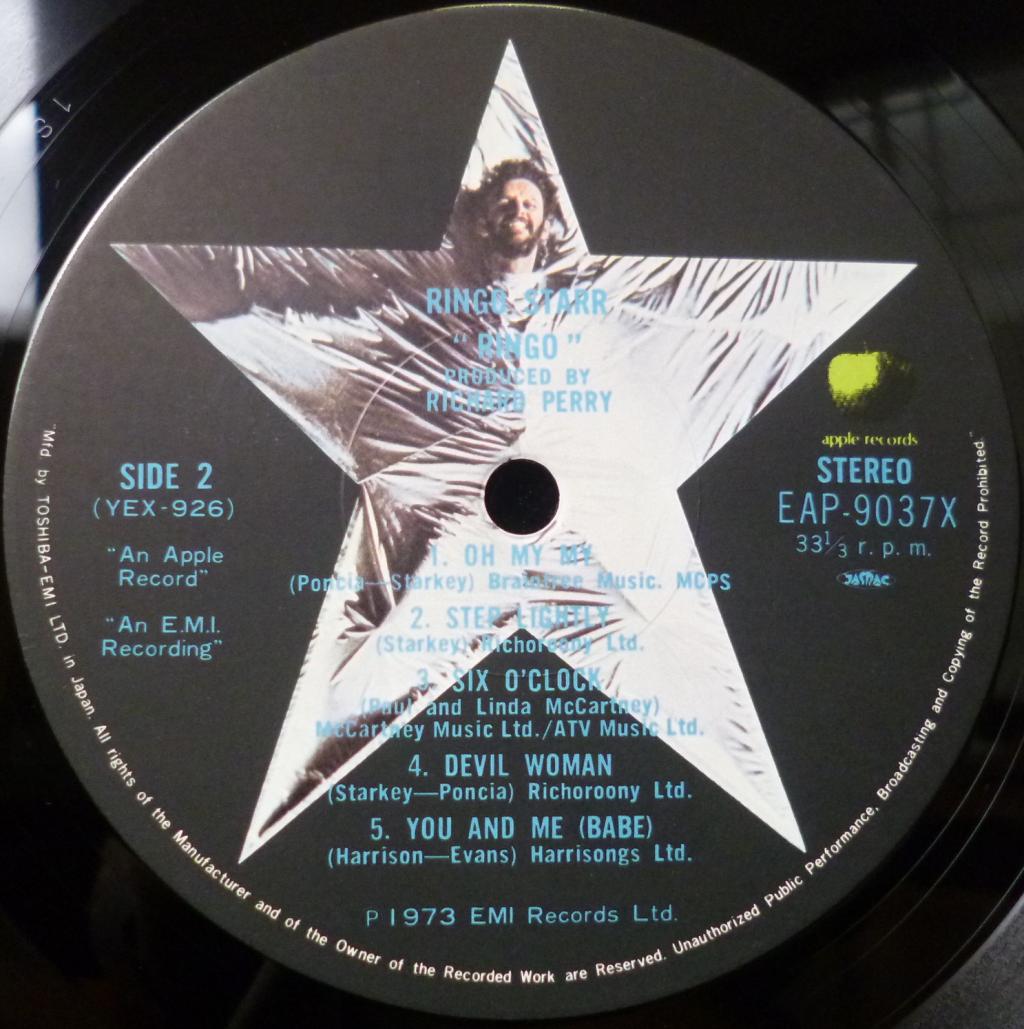 RINGO STARR
"RINGO"
PRODUCED BY
RICHARD PERRY
apple records
SIDE 2
(YEX-926)
"An Apple
Record"
"An E.M.I.
Recording"
STEREO
EAP-9037X
33⅓ r. p. m.
JASRAC
1. OH MY MY
(Poncia—Starkey) Braintree Music. MCPS
2. STEP LIGHTLY
(Starkey) Richoroony Ltd.
3. SIX O'CLOCK
(Paul and Linda McCartney)
McCartney Music Ltd./ATV Music Ltd.
4. DEVIL WOMAN
(Starkey—Poncia) Richoroony Ltd.
5. YOU AND ME (BABE)
(Harrison—Evans) Harrisongs Ltd.
P 1973 EMI Records Ltd.
"Mfd by TOSHIBA-EMI LTD. in Japan. All rights of the Manufacturer and of the Owner of the Recorded Work are Reserved. Unauthorized Public Performance, Broadcasting and Copying of the Record Prohibited."
1 S